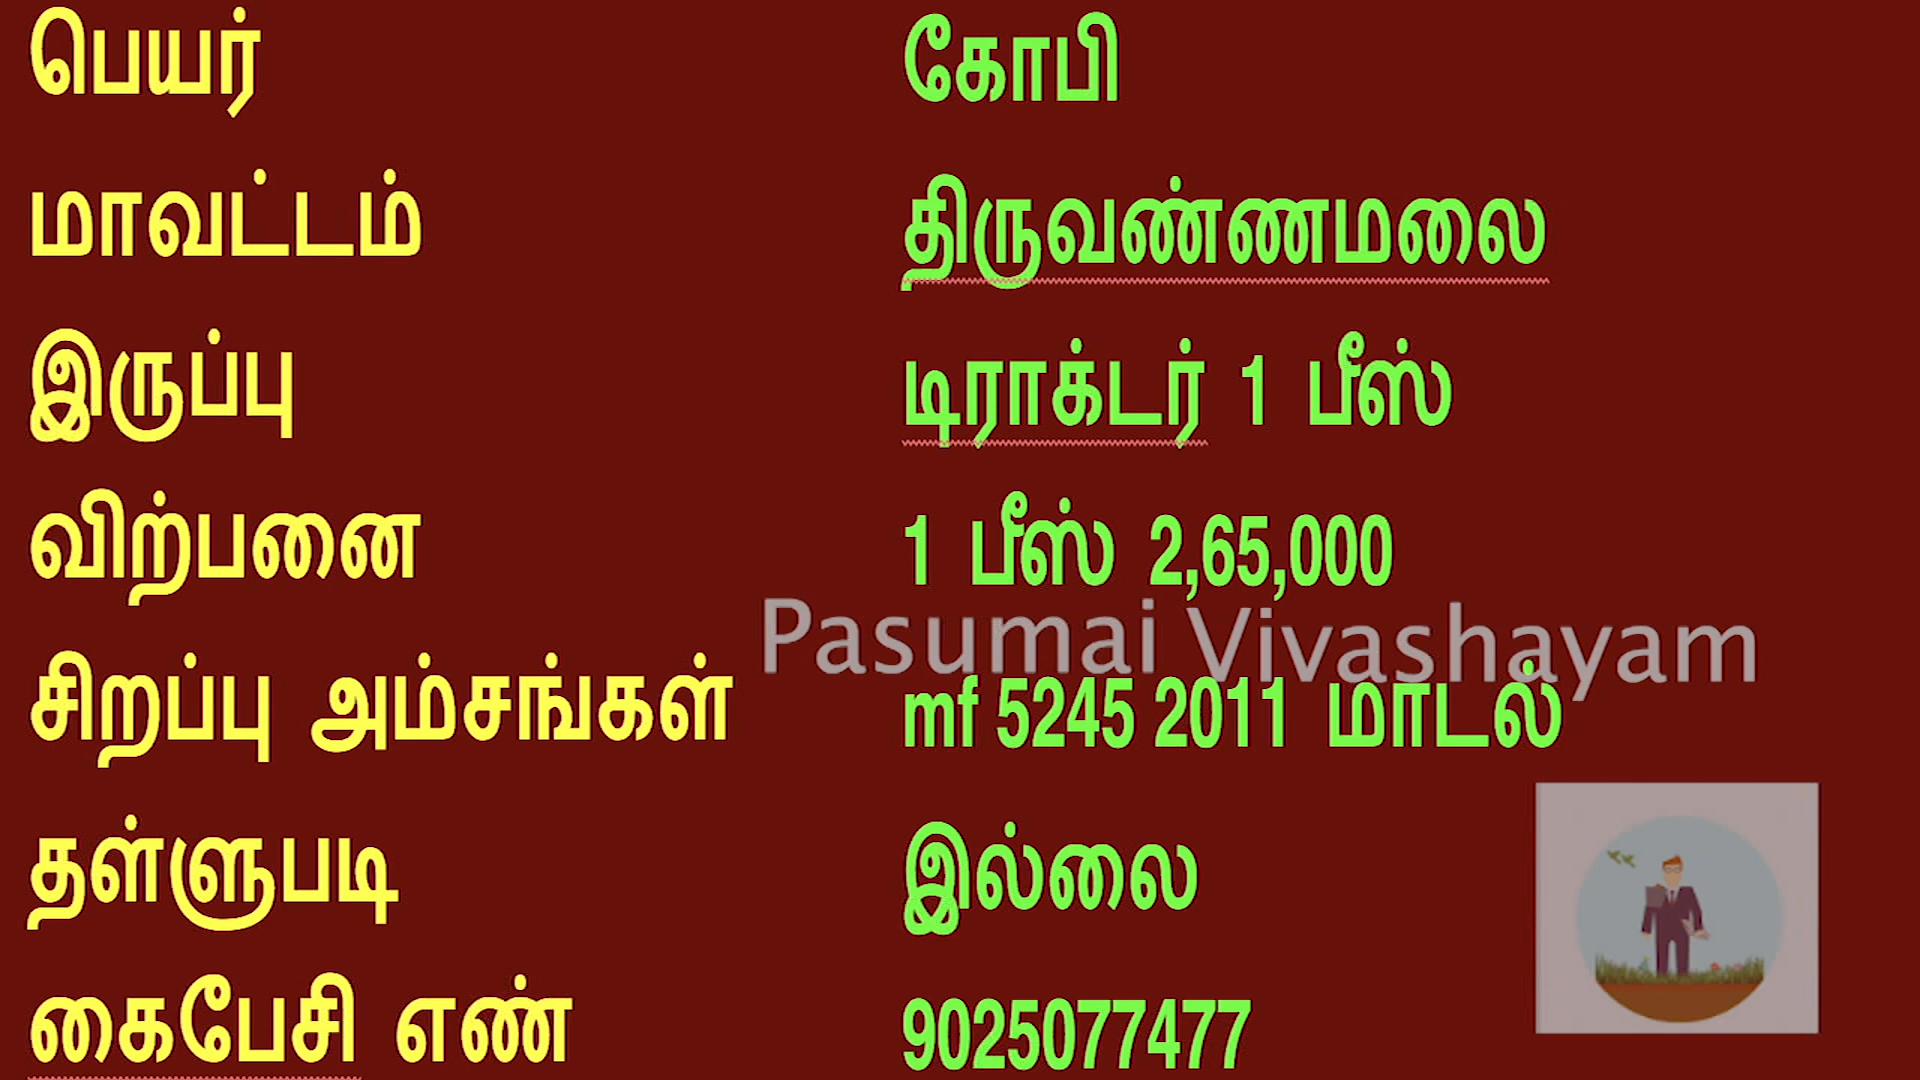 பெயர் கோபி
மாவட்டம் திருவண்ணமலை
இருப்பு டிராக்டர் 1 பீஸ்
விற்பனை 1 பீஸ் 2,65,000
Pasumai Vivashayam
சிறப்பு அம்சங்கள் mf 5245 2011 மாடல்
தள்ளுபடி இல்லை
கைபேசி எண் 9025077477